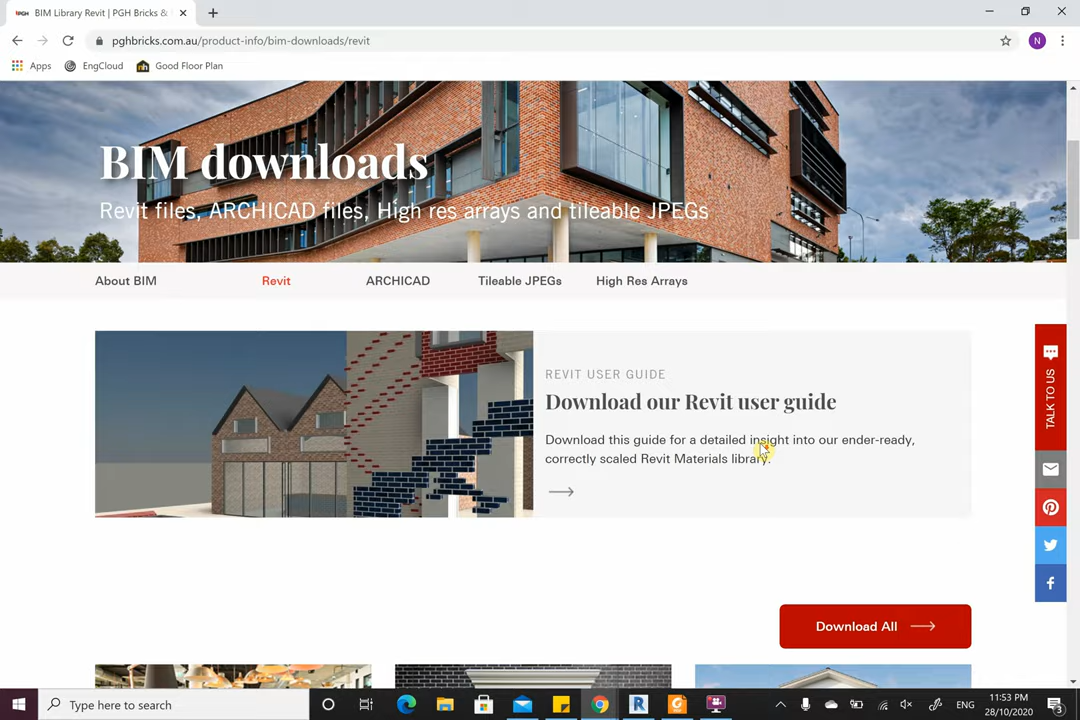 PGH
BIM Library Revit | PGH Bricks &
pghbricks.com.au/product-info/bim-downloads/revit
N
Apps
EngCloud
Good Floor Plan
BIM downloads
Revit files, ARCHICAD files, High res arrays and tileable JPEGs
About BIM
Revit
ARCHICAD
Tileable JPEGs
High Res Arrays
REVIT USER GUIDE
Download our Revit user guide
Download this guide for a detailed insight into our ender-ready,
correctly scaled Revit Materials library.
TALK TO US
Download All
Type here to search
ENG
11:53 PM
28/10/2020
3